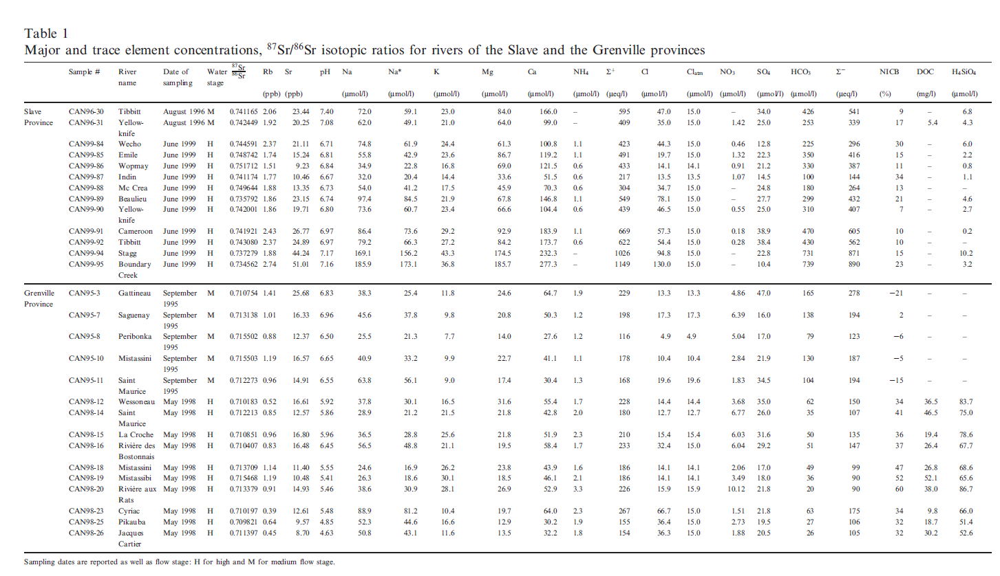 Table 1
Major and trace element concentrations, 87Sr/86Sr isotopic ratios for rivers of the Slave and the Grenville provinces
Sample # River name Date of sampling Water stage 87Sr/86Sr Rb (ppb) Sr (ppb) pH Na (μmol/l) Na* (μmol/l) K (μmol/l) Mg (μmol/l) Ca (μmol/l) NH4 (μmol/l) Σ+ (μeq/l) Cl (μmol/l) Clatm (μmol/l) NO3 (μmol/l) SO4 (μmol/l) HCO3 (μmol/l) Σ− (μeq/l) NICB (%) DOC (mg/l) H4SiO4 (μmol/l)
Slave Province CAN96-30 Tibbitt August 1996 M 0.741165 2.06 23.44 7.40 72.0 59.1 23.0 84.0 166.0 – 595 47.0 15.0 – 34.0 426 541 9 – 6.8
CAN96-31 Yellow-knife August 1996 M 0.742449 1.92 20.25 7.08 62.0 49.1 21.0 64.0 99.0 – 409 35.0 15.0 1.42 25.0 253 339 17 5.4 4.3
CAN99-84 Wecho June 1999 H 0.744591 2.37 21.11 6.71 74.8 61.9 24.4 61.3 100.8 1.1 423 44.3 15.0 0.46 12.8 225 296 30 – 6.0
CAN99-85 Emile June 1999 H 0.748742 1.74 15.24 6.81 55.8 42.9 23.6 86.7 119.2 1.1 491 19.7 15.0 1.32 22.3 350 416 15 – 2.2
CAN99-86 Wopmay June 1999 H 0.751712 1.51 9.23 6.84 34.9 22.8 16.8 69.0 121.5 0.6 433 14.1 14.1 0.91 21.2 330 387 11 – 0.8
CAN99-87 Indin June 1999 H 0.741174 1.77 10.46 6.67 32.0 20.4 14.4 33.6 51.5 0.6 217 13.5 13.5 1.07 14.5 100 144 34 – 1.1
CAN99-88 Mc Crea June 1999 H 0.749644 1.88 13.35 6.73 54.0 41.2 17.5 45.9 70.3 0.6 304 34.7 15.0 – 24.8 180 264 13 – –
CAN99-89 Beaulieu June 1999 H 0.735792 1.86 23.15 6.74 97.4 84.5 21.9 67.8 146.8 1.1 549 78.1 15.0 – 27.7 299 432 21 – 4.6
CAN99-90 Yellow-knife June 1999 H 0.742001 1.86 19.71 6.80 73.6 60.7 23.4 66.6 104.4 0.6 439 46.5 15.0 0.55 25.0 310 407 7 – 2.7
CAN99-91 Cameroon June 1999 H 0.741921 2.43 26.77 6.97 86.4 73.6 29.2 92.9 183.9 1.1 669 57.3 15.0 0.18 38.9 470 605 10 – 0.2
CAN99-92 Tibbitt June 1999 H 0.743080 2.37 24.89 6.97 79.2 66.3 27.2 84.2 173.7 0.6 622 54.4 15.0 0.28 38.4 430 562 10 – –
CAN99-94 Stagg June 1999 H 0.737279 1.88 44.24 7.17 169.1 156.2 43.3 174.5 232.3 – 1026 94.8 15.0 – 22.8 731 871 15 – 10.2
CAN99-95 Boundary Creek June 1999 H 0.734562 2.74 51.01 7.16 185.9 173.1 36.8 185.7 277.3 – 1149 130.0 15.0 – 10.4 739 890 23 – 3.2
Grenville Province CAN95-3 Gattineau September 1995 M 0.710754 1.41 25.68 6.83 38.3 25.4 11.8 24.6 64.7 1.9 229 13.3 13.3 4.86 47.0 165 278 −21 – –
CAN95-7 Saguenay September 1995 M 0.713138 1.01 16.33 6.96 45.6 37.8 9.8 20.8 50.3 1.2 198 17.3 17.3 6.39 16.0 138 194 2 – –
CAN95-8 Peribonka September 1995 M 0.715502 0.88 12.37 6.50 25.5 21.3 7.7 14.0 27.6 1.2 116 4.9 4.9 5.04 17.0 79 123 −6 – –
CAN95-10 Mistassini September 1995 M 0.715503 1.19 16.57 6.65 40.9 33.2 9.9 22.7 41.1 1.1 178 10.4 10.4 2.84 21.9 130 187 −5 – –
CAN95-11 Saint Maurice September 1995 M 0.712273 0.96 14.91 6.55 63.8 56.1 9.0 17.4 30.4 1.3 168 19.6 19.6 1.83 34.5 104 194 −15 – –
CAN98-12 Wessoneau May 1998 H 0.710183 0.52 16.61 5.92 37.8 30.1 16.5 31.6 55.4 1.7 228 14.4 14.4 3.68 35.0 62 150 34 36.5 83.7
CAN98-14 Saint Maurice May 1998 H 0.712213 0.85 12.57 5.86 28.9 21.2 21.5 21.8 42.8 2.0 180 12.7 12.7 6.77 26.0 35 107 41 46.5 75.0
CAN98-15 La Croche May 1998 H 0.710851 0.96 16.80 5.96 36.5 28.8 25.6 21.8 51.9 2.3 210 15.4 15.4 6.03 31.6 50 135 36 19.4 78.6
CAN98-16 Rivière des Bostonnais May 1998 H 0.710407 0.83 16.48 6.45 56.5 48.8 21.1 19.5 58.4 1.7 233 32.4 15.0 6.04 29.2 51 147 37 26.4 67.7
CAN98-18 Mistassini May 1998 H 0.713709 1.14 11.40 5.55 24.6 16.9 26.2 23.8 43.9 1.6 186 14.1 14.1 2.06 17.0 49 99 47 26.8 68.6
CAN98-19 Mistassibi May 1998 H 0.715468 1.19 10.48 5.41 26.3 18.6 30.1 18.5 46.1 2.1 186 14.1 14.1 3.49 18.0 36 90 52 52.1 65.6
CAN98-20 Rivière aux Rats May 1998 H 0.713379 0.91 14.93 5.46 38.6 30.9 28.1 26.9 52.9 3.3 226 15.9 15.9 10.12 21.8 20 90 60 38.0 86.7
CAN98-23 Cyriac May 1998 H 0.710197 0.39 12.61 5.48 88.9 81.2 10.4 19.7 64.0 2.3 267 66.7 15.0 1.51 21.8 63 175 34 9.8 66.0
CAN98-25 Pikauba May 1998 H 0.709821 0.64 9.57 4.85 52.3 44.6 16.6 12.9 30.2 1.9 155 36.4 15.0 2.73 19.5 27 106 32 18.7 51.4
CAN98-26 Jacques Cartier May 1998 H 0.711397 0.45 8.70 4.63 50.8 43.1 11.6 13.5 32.2 1.8 154 36.3 15.0 1.88 20.5 26 105 32 30.2 52.6
Sampling dates are reported as well as flow stage: H for high and M for medium flow stage.